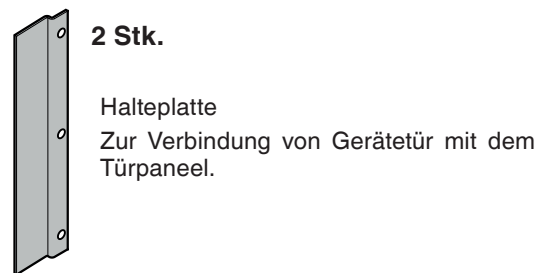 2 Stk.
Halteplatte
Zur Verbindung von Gerätetür mit dem
Türpaneel.